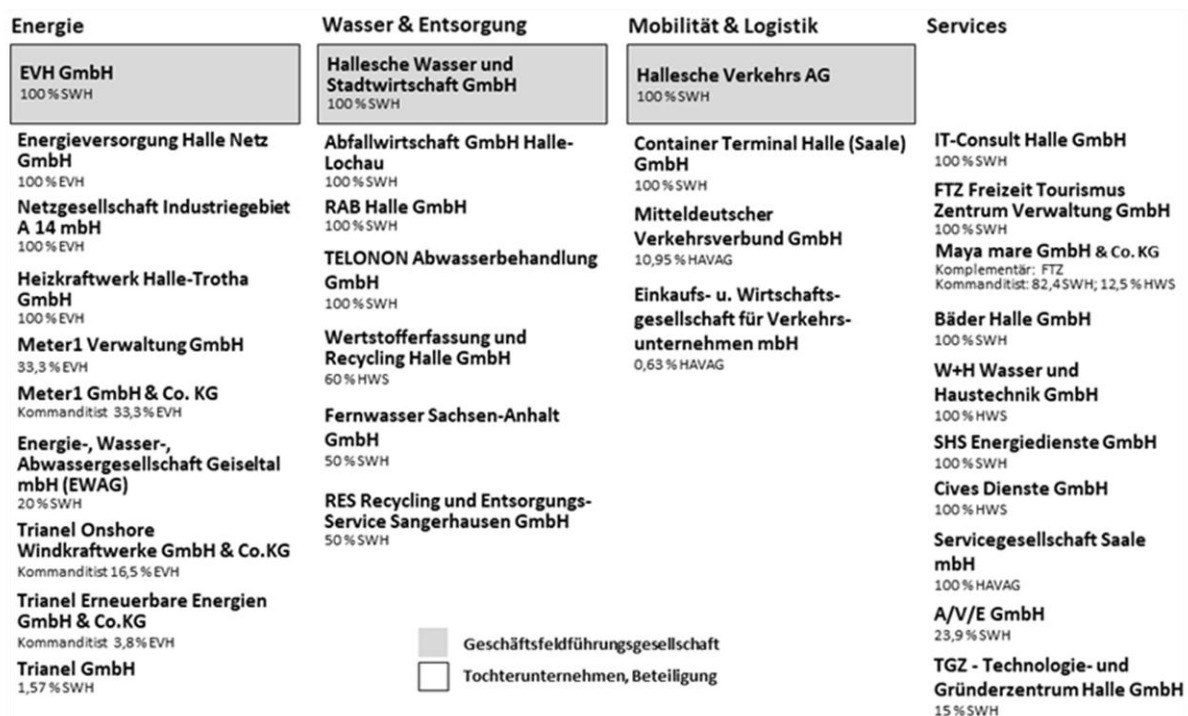 Energie
EVH GmbH
100 % SWH
Energieversorgung Halle Netz
GmbH
100 % EVH
Netzgesellschaft Industriegebiet
A 14 mbH
100 % EVH
Heizkraftwerk Halle-Trotha
GmbH
100 % EVH
Meter1 Verwaltung GmbH
33,3 % EVH
Meter1 GmbH & Co. KG
Kommanditist 33,3% EVH
Energie-, Wasser-,
Abwassergesellschaft Geiseltal
mbH (EWAG)
20 % SWH
Trianel Onshore
Windkraftwerke GmbH & Co.KG
Kommanditist 16,5 % EVH
Trianel Erneuerbare Energien
GmbH & Co.KG
Kommanditist 3,8% EVH
Trianel GmbH
1,57 % SWH
Wasser & Entsorgung
Hallesche Wasser und
Stadtwirtschaft GmbH
100 % SWH
Abfallwirtschaft GmbH Halle-
Lochau
100 % SWH
RAB Halle GmbH
100 % SWH
TELONON Abwasserbehandlung
GmbH
100 % SWH
Wertstofferfassung und
Recycling Halle GmbH
60 % HWS
Fernwasser Sachsen-Anhalt
GmbH
50 % SWH
RES Recycling und Entsorgungs-
Service Sangerhausen GmbH
50 % SWH
Mobilität & Logistik
Hallesche Verkehrs AG
100 % SWH
Container Terminal Halle (Saale)
GmbH
100 % SWH
Mitteldeutscher
Verkehrsverbund GmbH
10,95 % HAVAG
Einkaufs- u. Wirtschafts-
gesellschaft für Verkehrs-
unternehmen mbH
0,63 % HAVAG
Services
IT-Consult Halle GmbH
100 % SWH
FTZ Freizeit Tourismus
Zentrum Verwaltung GmbH
100 % SWH
Maya mare GmbH & Co. KG
Komplementär: FTZ
Kommanditist: 82,4 SWH; 12,5 % HWS
Bäder Halle GmbH
100 % SWH
W+H Wasser und
Haustechnik GmbH
100 % HWS
SHS Energiedienste GmbH
100 % SWH
Cives Dienste GmbH
100 % HWS
Servicegesellschaft Saale
mbH
100 % HAVAG
A/V/E GmbH
23,9 % SWH
TGZ - Technologie- und
Gründerzentrum Halle GmbH
15 % SWH
Geschäftsfeldführungsgesellschaft
Tochterunternehmen, Beteiligung